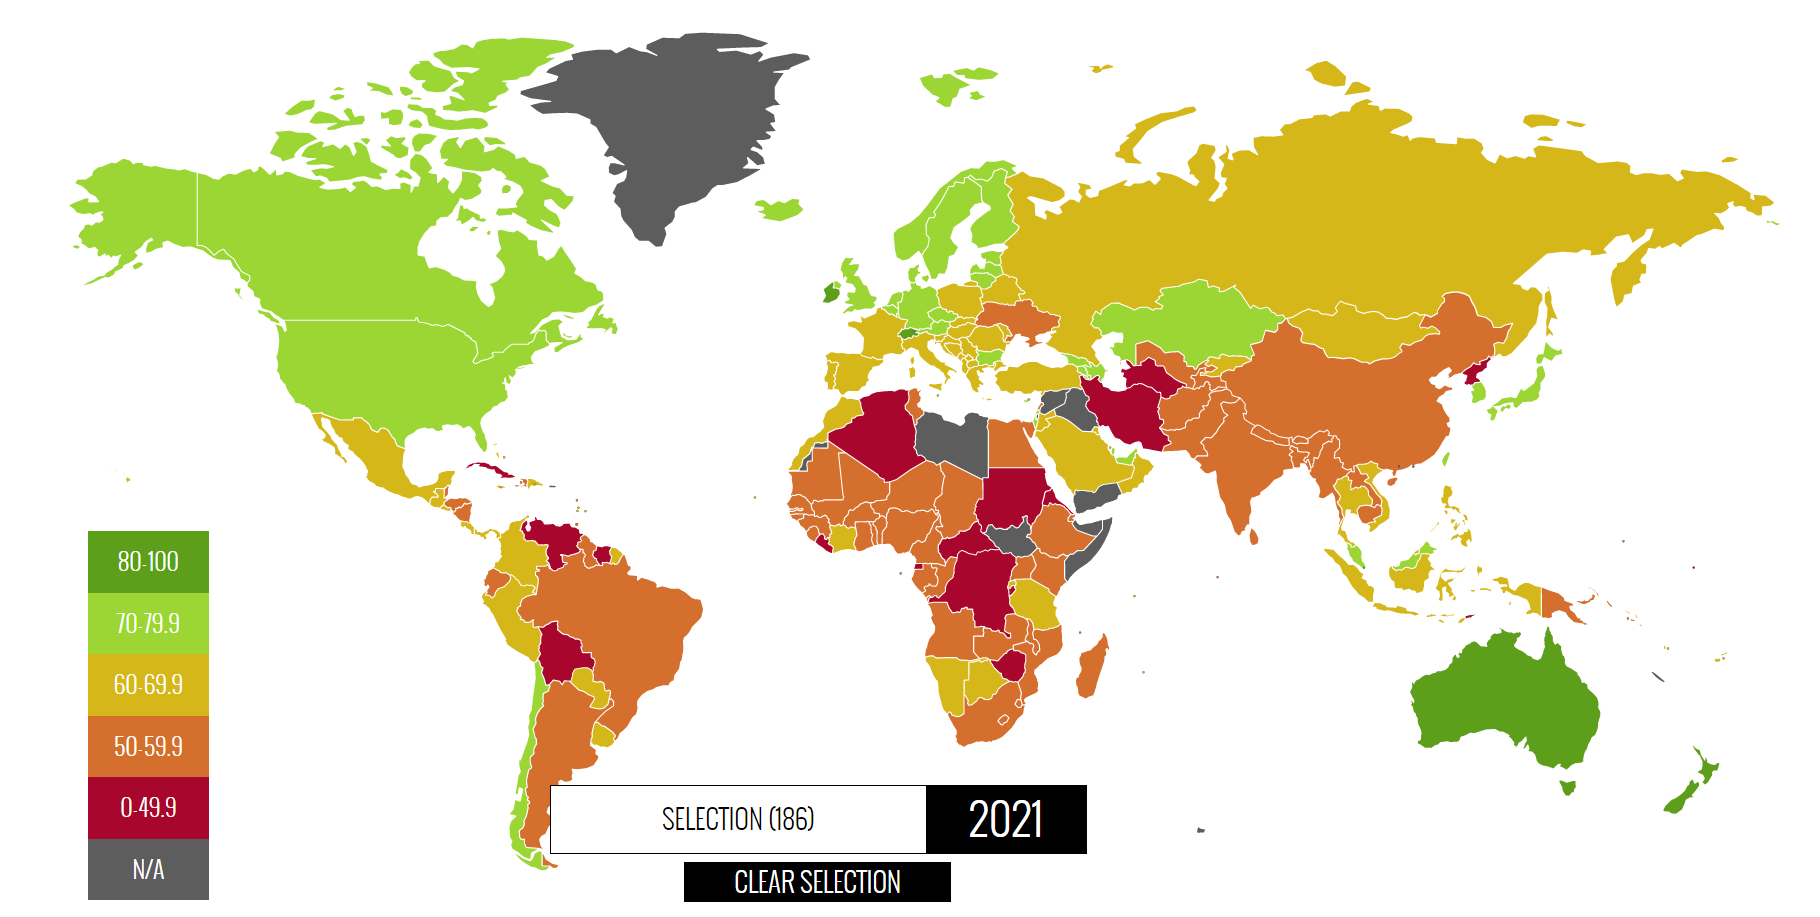 80-100
70-79.9
60-69.9
50-59.9
0-49.9
N/A
SELECTION (186)
2021
CLEAR SELECTION